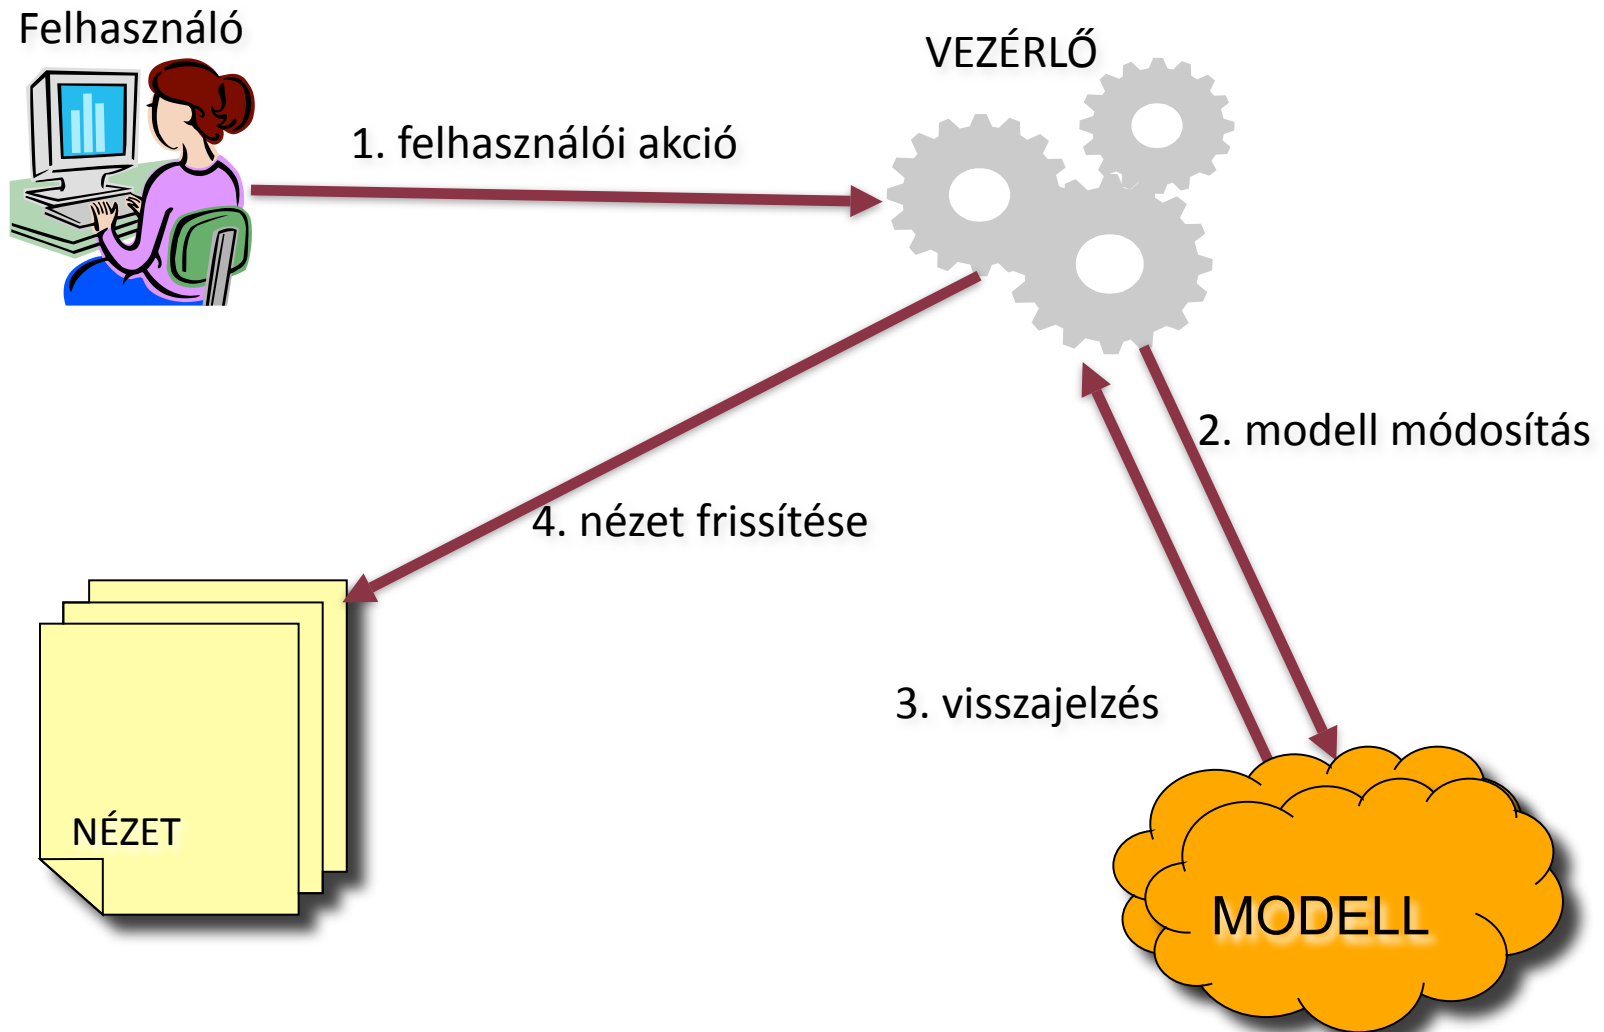 Felhasználó
VEZÉRLŐ
1. felhasználói akció
2. modell módosítás
4. nézet frissítése
3. visszajelzés
NÉZET
MODELL